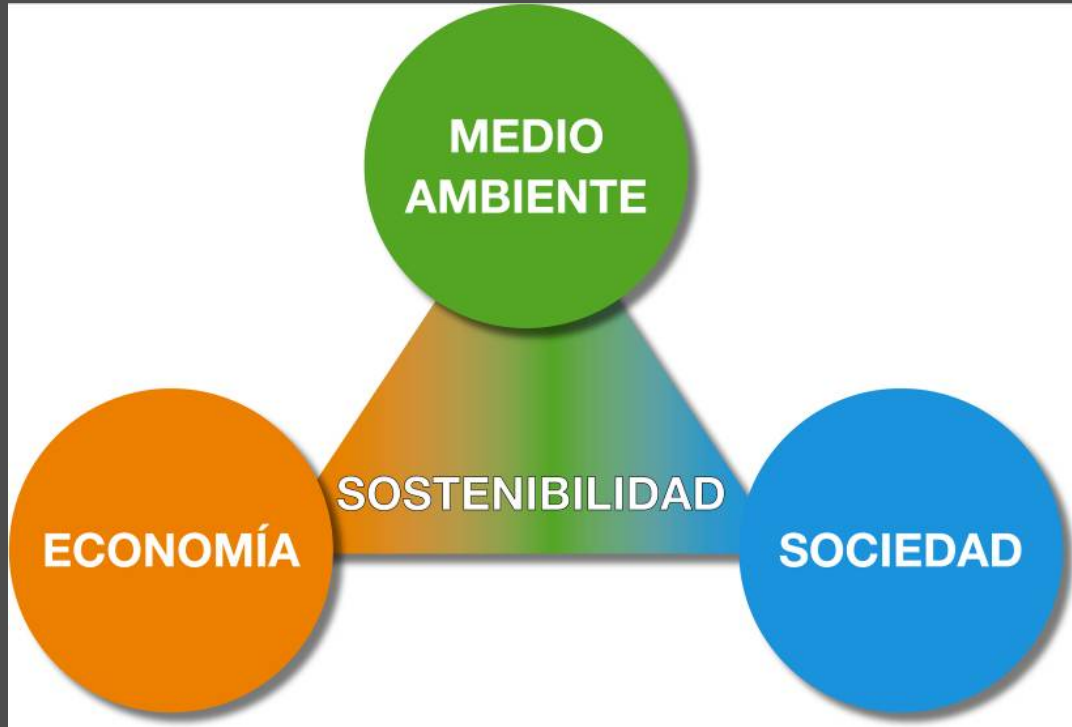 MEDIO
AMBIENTE
SOSTENIBILIDAD
ECONOMÍA
SOCIEDAD